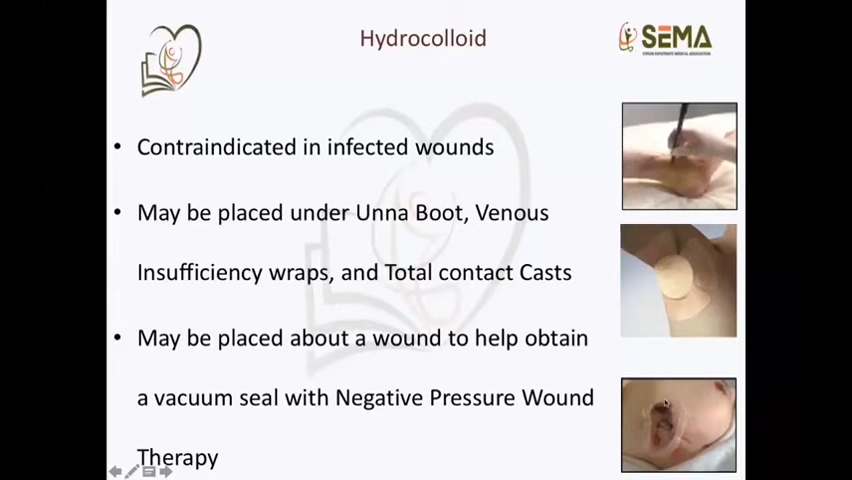 Hydrocolloid
SEMA
SYRIAN EXPATRIATE MEDICAL ASSOCIATION
• Contraindicated in infected wounds
• May be placed under Unna Boot, Venous
Insufficiency wraps, and Total contact Casts
• May be placed about a wound to help obtain
a vacuum seal with Negative Pressure Wound
Therapy